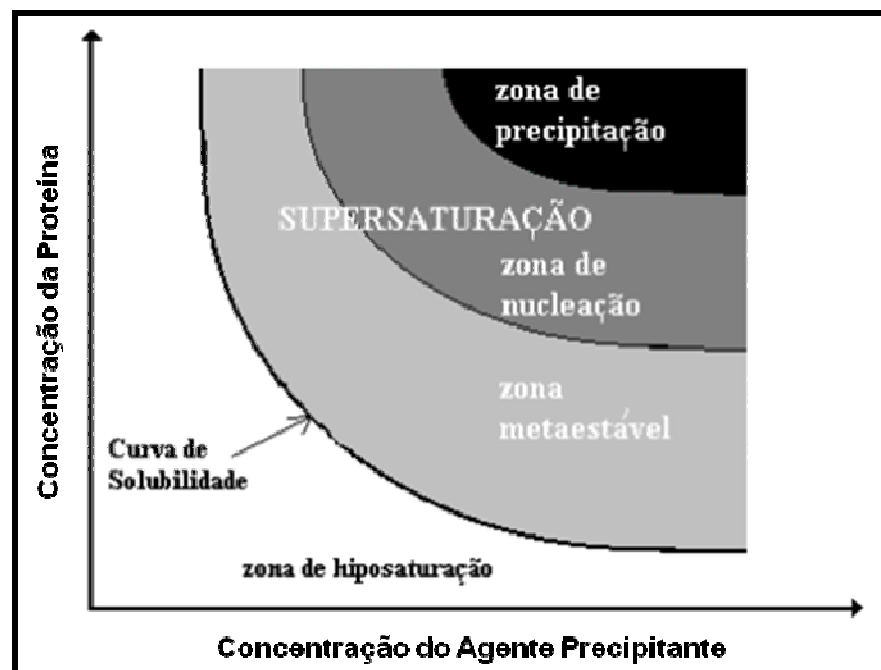 Concentração da Proteína
zona de
precipitação
SUPERSATURAÇÃO
zona de
nucleação
zona
metaestável
Curva de
Solubilidade
zona de hiposaturação
Concentração do Agente Precipitante